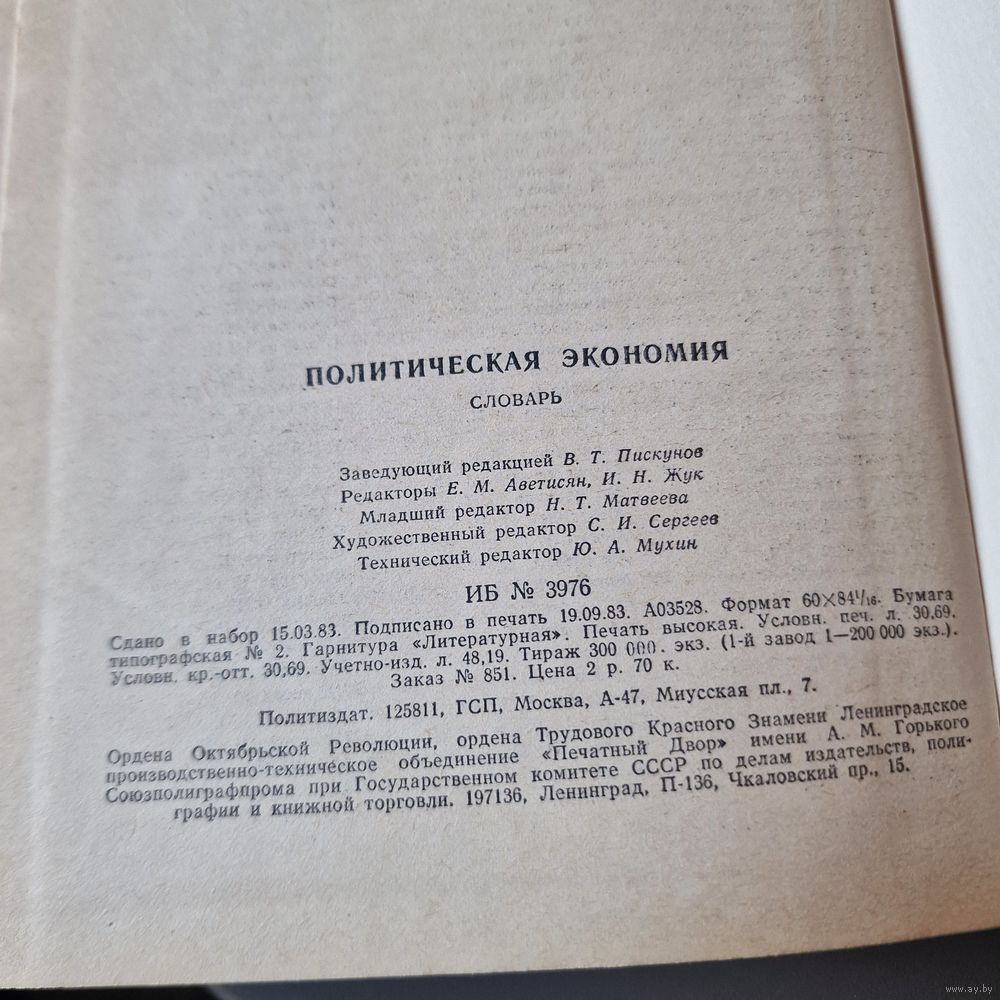 ПОЛИТИЧЕСКАЯ ЭКОНОМИЯ
СЛОВАРЬ
Заведующий редакцией В. Т. Пискунов
Редакторы Е. М. Аветисян, И. Н. Жук
Младший редактор Н. Т. Матвеева
Художественный редактор С. И. Сергеев
Технический редактор Ю. А. Мухин
ИБ № 3976
Сдано в набор 15.03.83. Подписано в печать 19.09.83. А03528. Формат 60×84¹/₁₆. Бумага
типографская № 2. Гарнитура «Литературная». Печать высокая. Условн. печ. л. 30,69.
Условн. кр.-отт. 30,69. Учетно-изд. л. 48,19. Тираж 300 000. экз. (1-й завод 1—200 000 экз.).
Заказ № 851. Цена 2 р. 70 к.
Политиздат. 125811, ГСП, Москва, А-47, Миусская пл., 7.
Ордена Октябрьской Революции, ордена Трудового Красного Знамени Ленинградское
производственно-техническое объединение «Печатный Двор» имени А. М. Горького
Союзполиграфпрома при Государственном комитете СССР по делам издательств, поли-
графии и книжной торговли. 197136, Ленинград, П-136, Чкаловский пр., 15.
www.ay.by